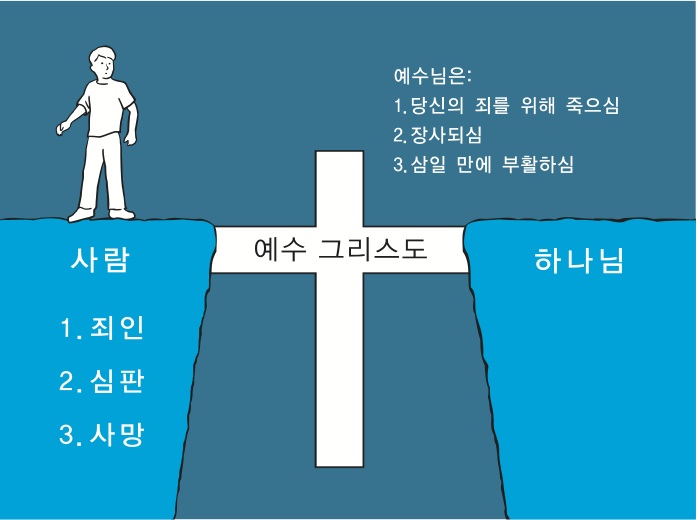 예수님은:
1.당신의 죄를 위해 죽으심
2.장사되심
3.삼일 만에 부활하심
예수 그리스도
사람
1.죄인
2.심판
3.사망
하나님